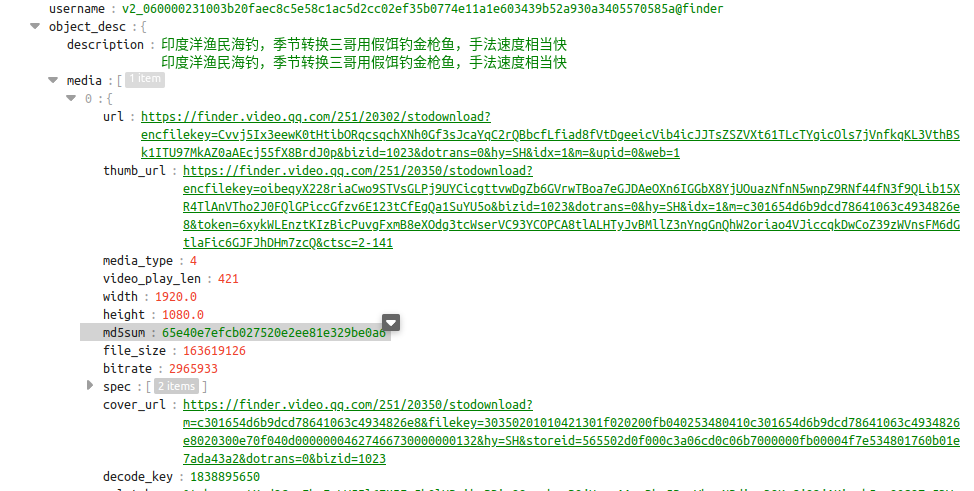 username : v2_060000231003b20faec8c5e58c1ac5d2cc02ef35b0774e11a1e603439b52a930a3405570585a@finder
object_desc : {
description : 印度洋渔民海钓，季节转换三哥用假饵钓金枪鱼，手法速度相当快
印度洋渔民海钓，季节转换三哥用假饵钓金枪鱼，手法速度相当快
media : [ 1 item
0 : {
url : https://finder.video.qq.com/251/20302/stodownload?
encfilekey=Cvvj5Ix3eewK0tHtibORqcsqchXNh0Gf3sJcaYqC2rQBbcfLfiad8fVtDgeeicVib4icJJTsZSZVXt61TLcTYgicOls7jVnfkqKL3VthBS
k1ITU97MkAZ0aAEcj55fX8BrdJ0p&bizid=1023&dotrans=0&hy=SH&idx=1&m=&upid=0&web=1
thumb_url : https://finder.video.qq.com/251/20350/stodownload?
encfilekey=oibeqyX228riaCwo9STVsGLPj9UYCicgttvwDgZb6GVrwTBoa7eGJDAeOXn6IGGbX8YjUOuazNfnN5wnpZ9RNf44fN3f9QLib15X
R4TlAnVTho2J0FQlGPiccGfzv6E123tCfEgQa1SuYU5o&bizid=1023&dotrans=0&hy=SH&idx=1&m=c301654d6b9dcd78641063c4934826e
8&token=6xykWLEnztKIzBicPuvgFxmB8eXOdg3tcWserVC93YCOPCA8tlALHTyJvBMllZ3nYngGnQhW2oriao4VJiccqkDwCoZ39zWVnsFM6dG
tlaFic6GJFJhDHm7zcQ&ctsc=2-141
media_type : 4
video_play_len : 421
width : 1920.0
height : 1080.0
md5sum : 65e40e7efcb027520e2ee81e329be0a6
file_size : 163619126
bitrate : 2965933
spec : [ 2 items ]
cover_url : https://finder.video.qq.com/251/20350/stodownload?
m=c301654d6b9dcd78641063c4934826e8&filekey=30350201010421301f020200fb040253480410c301654d6b9dcd78641063c4934826
e8020300e70f040d00000004627466730000000132&hy=SH&storeid=565502d0f000c3a06cd0c06b7000000fb00004f7e534801760b01e
7ada43a2&dotrans=0&bizid=1023
decode_key : 1838895650